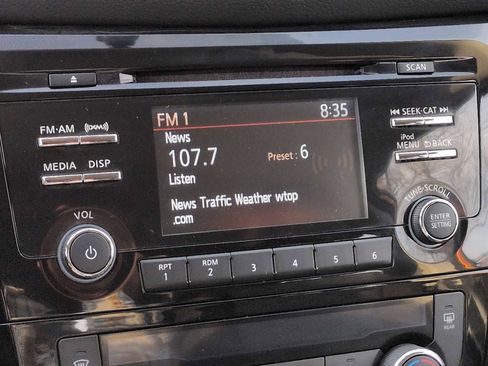 SCAN
FM 1 8:35
News
107.7 Preset : 6
Listen
News Traffic Weather wtop
.com
FM·AM
MEDIA DISP
VOL
SEEK·CAT
iPod
MENU BACK
TUNE·SCROLL
ENTER
SETTING
RPT
1
RDM
2
3
4
5
6
REAR